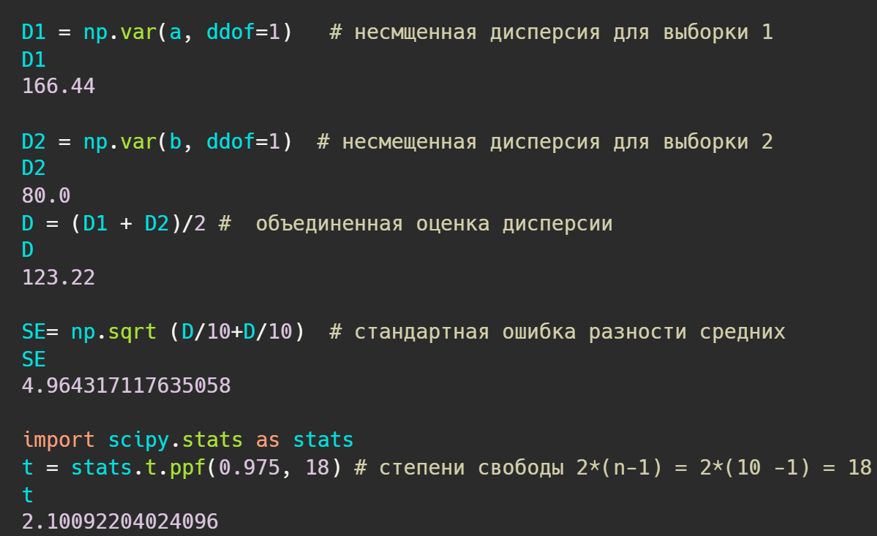 D1 = np.var(a, ddof=1)   # несмщенная дисперсия для выборки 1
D1
166.44
D2 = np.var(b, ddof=1)  # несмещенная дисперсия для выборки 2
D2
80.0
D = (D1 + D2)/2 #  объединенная оценка дисперсии
D
123.22
SE= np.sqrt (D/10+D/10)  # стандартная ошибка разности средних
SE
4.964317117635058
import scipy.stats as stats
t = stats.t.ppf(0.975, 18) # степени свободы 2*(n-1) = 2*(10 -1) = 18
t
2.10092204024096